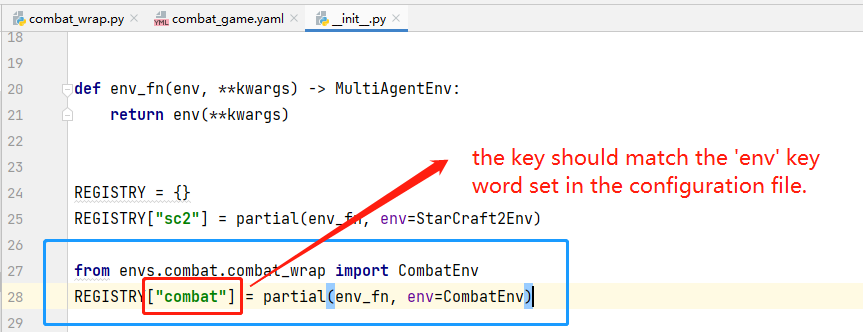 combat_wrap.py × YML combat_game.yaml × __init__.py ×
18
19
20 def env_fn(env, **kwargs) -> MultiAgentEnv:
21 return env(**kwargs)
22
23
the key should match the 'env' key
word set in the configuration file.
24 REGISTRY = {}
25 REGISTRY["sc2"] = partial(env_fn, env=StarCraft2Env)
26
27 from envs.combat.combat_wrap import CombatEnv
28 REGISTRY["combat"] = partial(env_fn, env=CombatEnv)
29